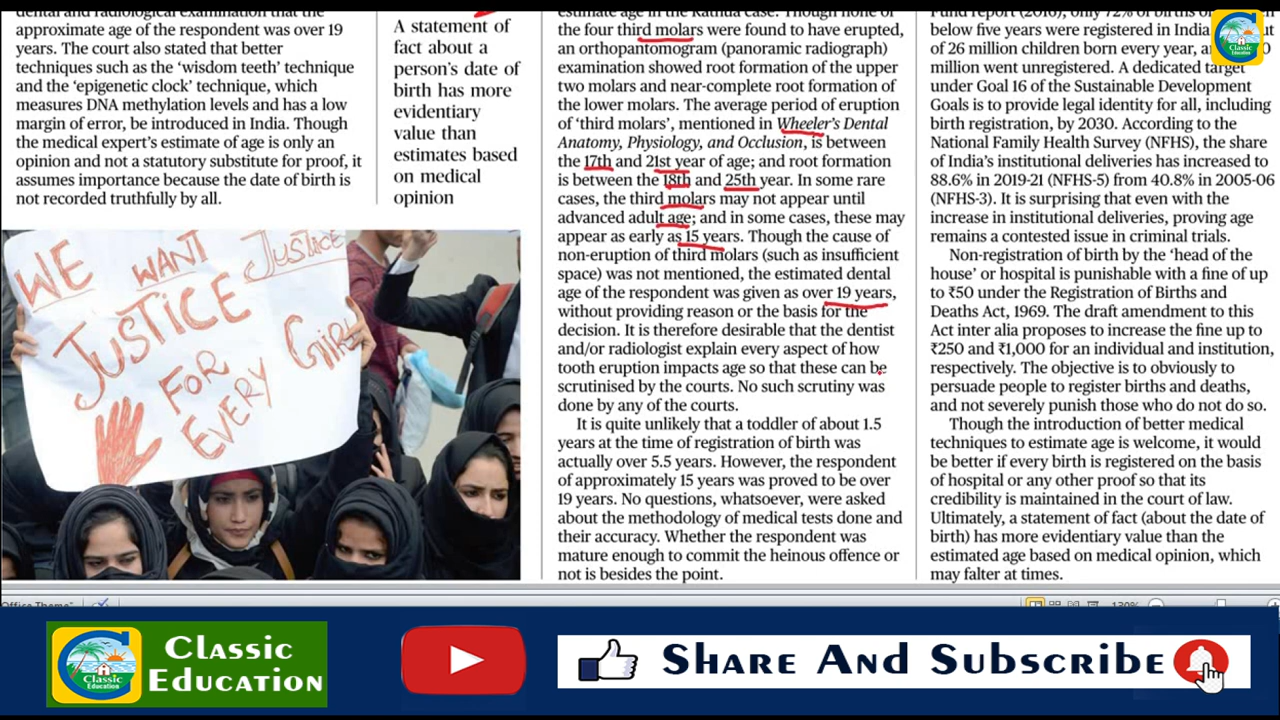 dental and radiological examination that the
approximate age of the respondent was over 19
years. The court also stated that better
techniques such as the ‘wisdom teeth’ technique
and the ‘epigenetic clock’ technique, which
measures DNA methylation levels and has a low
margin of error, be introduced in India. Though
the medical expert’s estimate of age is only an
opinion and not a statutory substitute for proof, it
assumes importance because the date of birth is
not recorded truthfully by all.
A statement of
fact about a
person’s date of
birth has more
evidentiary
value than
estimates based
on medical
opinion
WE WANT JUSTICE
JUSTICE
FOR
EVERY GIRL
estimate age in the Kathua case. Though none of
the four third molars were found to have erupted,
an orthopantomogram (panoramic radiograph)
examination showed root formation of the upper
two molars and near-complete root formation of
the lower molars. The average period of eruption
of ‘third molars’, mentioned in Wheeler’s Dental
Anatomy, Physiology, and Occlusion, is between
the 17th and 21st year of age; and root formation
is between the 18th and 25th year. In some rare
cases, the third molars may not appear until
advanced adult age; and in some cases, these may
appear as early as 15 years. Though the cause of
non-eruption of third molars (such as insufficient
space) was not mentioned, the estimated dental
age of the respondent was given as over 19 years,
without providing reason or the basis for the
decision. It is therefore desirable that the dentist
and/or radiologist explain every aspect of how
tooth eruption impacts age so that these can be
scrutinised by the courts. No such scrutiny was
done by any of the courts.
It is quite unlikely that a toddler of about 1.5
years at the time of registration of birth was
actually over 5.5 years. However, the respondent
of approximately 15 years was proved to be over
19 years. No questions, whatsoever, were asked
about the methodology of medical tests done and
their accuracy. Whether the respondent was
mature enough to commit the heinous offence or
not is besides the point.
Fund report (2016), only 72% of births of
below five years were registered in India
of 26 million children born every year,
million went unregistered. A dedicated target
under Goal 16 of the Sustainable Development
Goals is to provide legal identity for all, including
birth registration, by 2030. According to the
National Family Health Survey (NFHS), the share
of India’s institutional deliveries has increased to
88.6% in 2019-21 (NFHS-5) from 40.8% in 2005-06
(NFHS-3). It is surprising that even with the
increase in institutional deliveries, proving age
remains a contested issue in criminal trials.
Non-registration of birth by the ‘head of the
house’ or hospital is punishable with a fine of up
to ₹50 under the Registration of Births and
Deaths Act, 1969. The draft amendment to this
Act inter alia proposes to increase the fine up to
₹250 and ₹1,000 for an individual and institution,
respectively. The objective is to obviously to
persuade people to register births and deaths,
and not severely punish those who do not do so.
Though the introduction of better medical
techniques to estimate age is welcome, it would
be better if every birth is registered on the basis
of hospital or any other proof so that its
credibility is maintained in the court of law.
Ultimately, a statement of fact (about the date of
birth) has more evidentiary value than the
estimated age based on medical opinion, which
may falter at times.
Classic
Education
Office Theme"
130%
Classic
Education
Classic
Education
Share And Subscribe